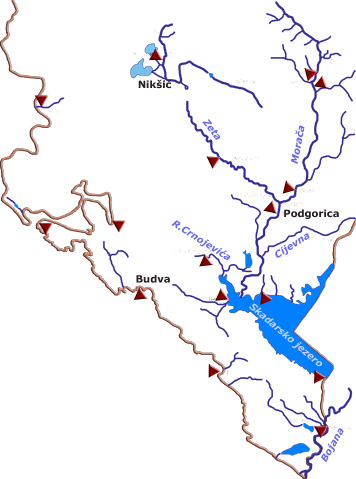 Nikšić
Zeta
Morača
Podgorica
R.Crnojevića
Cijevna
Budva
Skadarsko jezero
Bojana